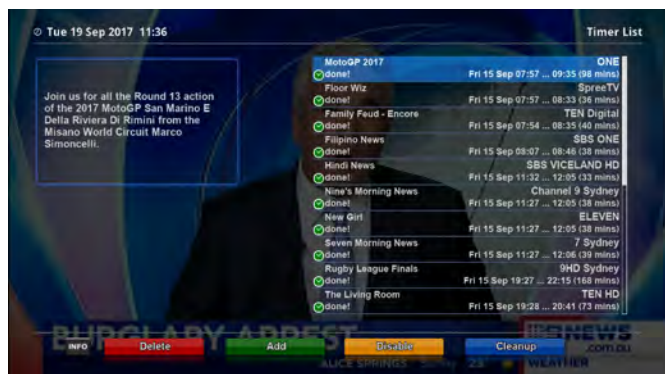 Tue 19 Sep 2017 11:36
Timer List
Join us for all the Round 13 action
of the 2017 MotoGP San Marino E
Della Riviera Di Rimini from the
Misano World Circuit Marco
Simoncelli.
MotoGP 2017 ONE
done! Fri 15 Sep 07:57 ... 09:35 (98 mins)
Floor Wiz SpreeTV
done! Fri 15 Sep 07:57 ... 08:33 (36 mins)
Family Feud - Encore TEN Digital
done! Fri 15 Sep 07:54 ... 08:35 (40 mins)
Filipino News SBS ONE
done! Fri 15 Sep 08:07 ... 08:46 (38 mins)
Hindi News SBS VICELAND HD
done! Fri 15 Sep 11:32 ... 12:05 (33 mins)
Nine's Morning News Channel 9 Sydney
done! Fri 15 Sep 11:27 ... 12:05 (38 mins)
New Girl ELEVEN
done! Fri 15 Sep 11:27 ... 12:05 (38 mins)
Seven Morning News 7 Sydney
done! Fri 15 Sep 11:27 ... 12:06 (39 mins)
Rugby League Finals 9HD Sydney
done! Fri 15 Sep 19:27 ... 22:15 (168 mins)
The Living Room TEN HD
done! Fri 15 Sep 19:28 ... 20:41 (73 mins)
BURGLARY ARREST
NEWS
.com.au
INFO Delete Add Disable Cleanup
ALICE SPRINGS 23 WEATHER